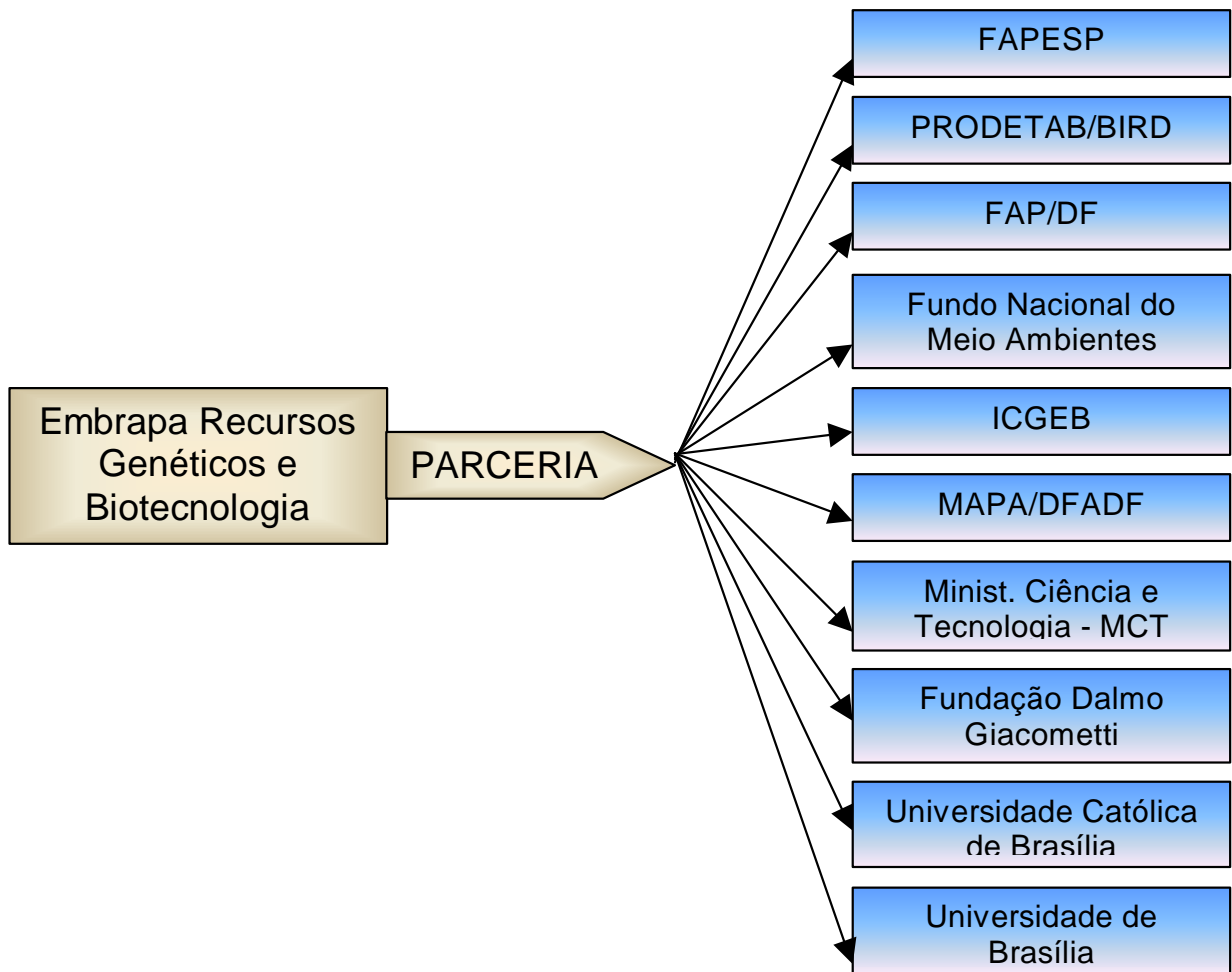 FAPESP
PRODETAB/BIRD
FAP/DF
Fundo Nacional do
Meio Ambientes
Embrapa Recursos
Genéticos e
Biotecnologia
PARCERIA
ICGEB
MAPA/DFADF
Minist. Ciência e
Tecnologia - MCT
Fundação Dalmo
Giacometti
Universidade Católica
de Brasília
Universidade de
Brasília